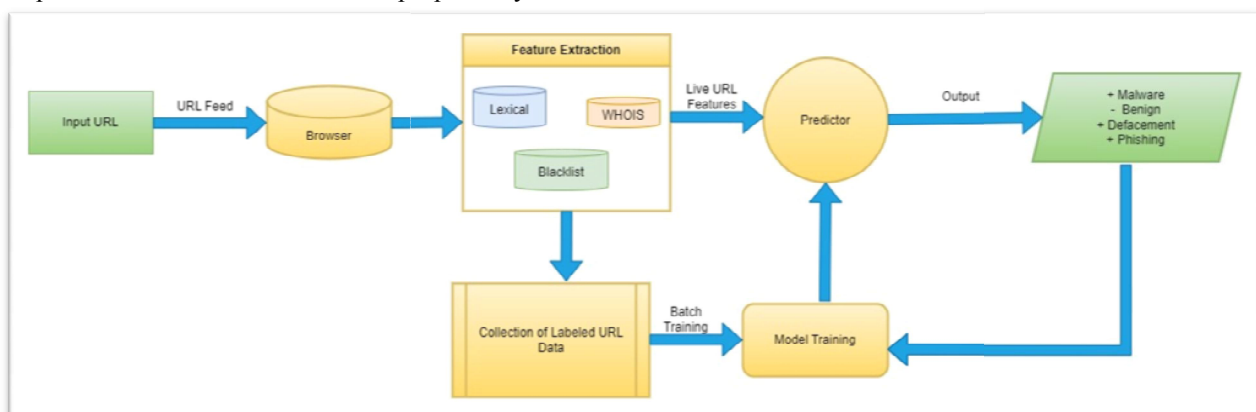 Feature Extraction
Input URL
URL Feed
Browser
Lexical
WHOIS
Blacklist
Live URL
Features
Predictor
Output
+ Malware
- Benign
+ Defacement
+ Phishing
Collection of Labeled URL
Data
Batch
Training
Model Training